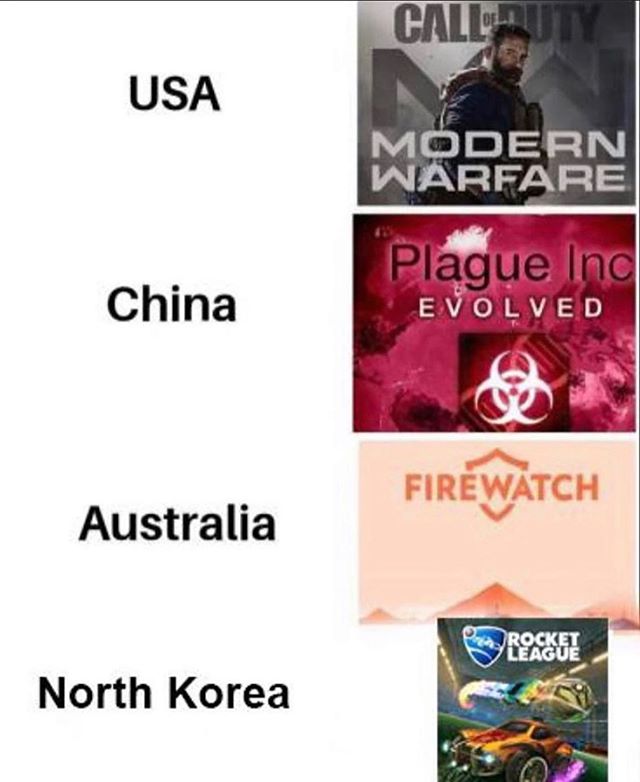 USA
CALL OF DUTY
MODERN
WARFARE
China
Plague Inc
EVOLVED
Australia
FIREWATCH
North Korea
ROCKET
LEAGUE